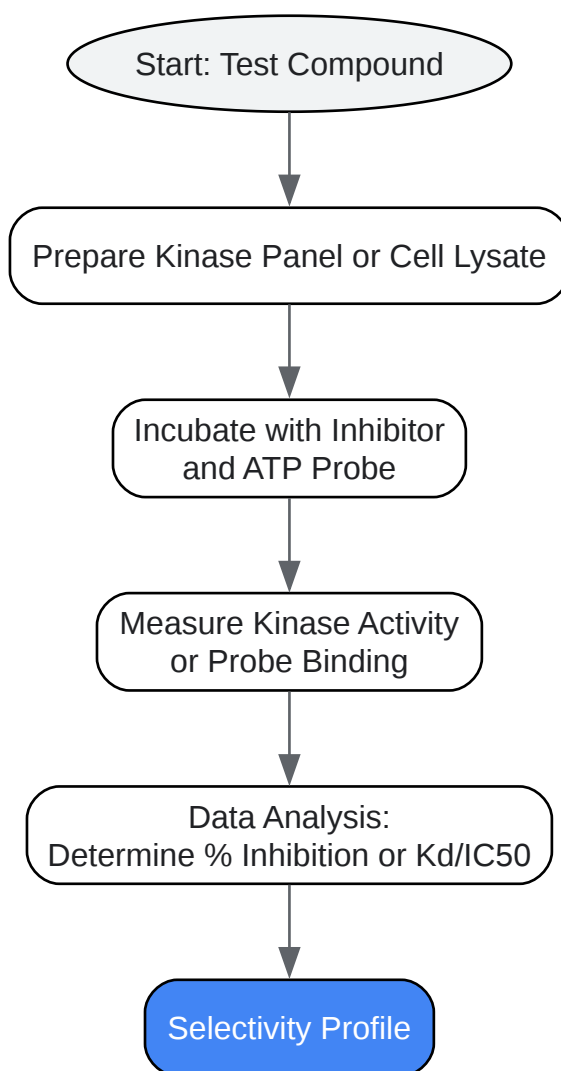 Start: Test Compound
Prepare Kinase Panel or Cell Lysate
Incubate with Inhibitor
and ATP Probe
Measure Kinase Activity
or Probe Binding
Data Analysis:
Determine % Inhibition or Kd/IC50
Selectivity Profile